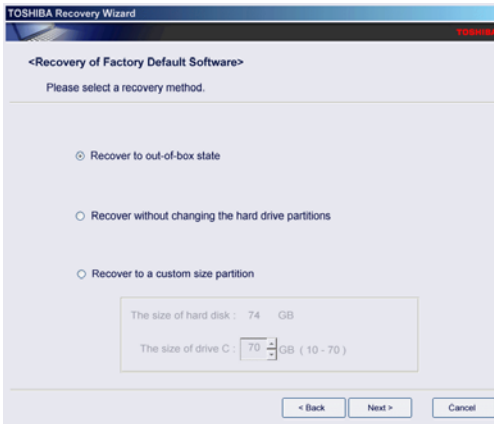 TOSHIBA Recovery Wizard
TOSHIBA
<Recovery of Factory Default Software>
Please select a recovery method.
Recover to out-of-box state
Recover without changing the hard drive partitions
Recover to a custom size partition
The size of hard disk : 74 GB
The size of drive C : 70 GB ( 10 - 70 )
< Back Next > Cancel